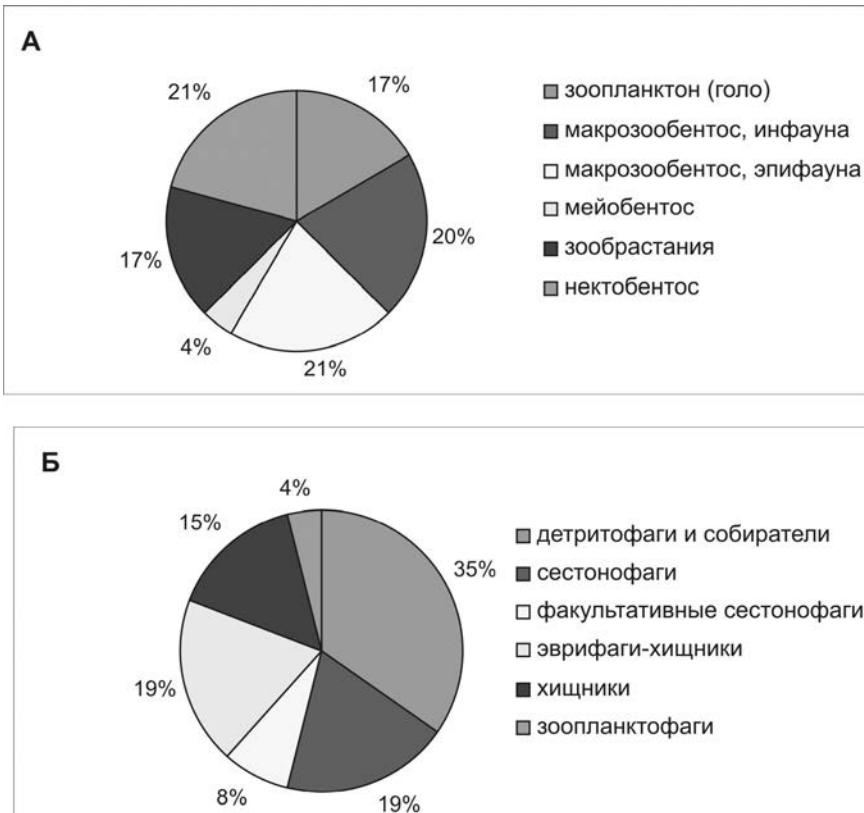 А
21%
17%
17%
20%
4%
21%
зоопланктон (голо)
макрозообентос, инфауна
макрозообентос, эпифауна
мейобентос
зообрастания
нектобентос
Б
4%
15%
35%
19%
8%
19%
детритофаги и собиратели
сестонофаги
факультативные сестонофаги
эврифаги-хищники
хищники
зоопланктофаги